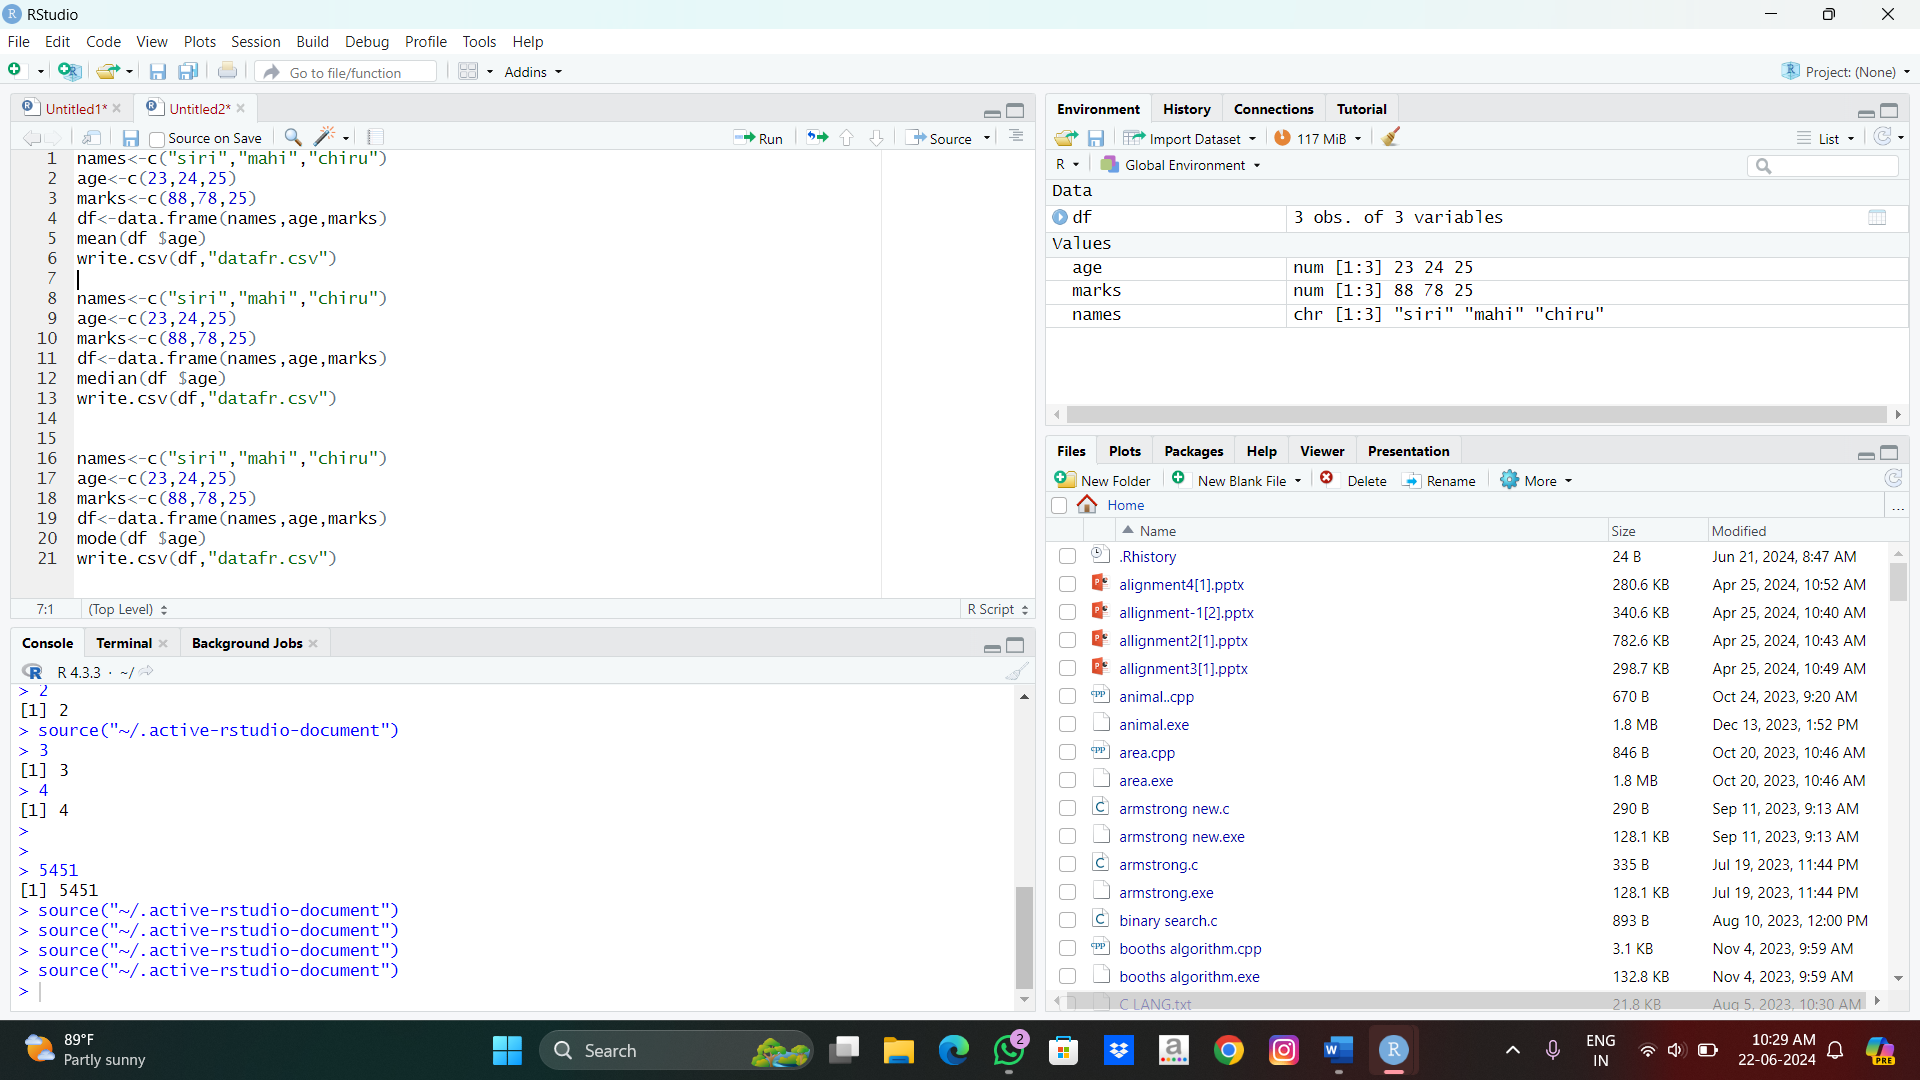 RStudio
File Edit Code View Plots Session Build Debug Profile Tools Help
Go to file/function Addins Project: (None)
Untitled1* Untitled2*
Source on Save Run Source
1 names<-c("siri","mahi","chiru")
2 age<-c(23,24,25)
3 marks<-c(88,78,25)
4 df<-data.frame(names,age,marks)
5 mean(df $age)
6 write.csv(df,"datafr.csv")
7
8 names<-c("siri","mahi","chiru")
9 age<-c(23,24,25)
10 marks<-c(88,78,25)
11 df<-data.frame(names,age,marks)
12 median(df $age)
13 write.csv(df,"datafr.csv")
14
15
16 names<-c("siri","mahi","chiru")
17 age<-c(23,24,25)
18 marks<-c(88,78,25)
19 df<-data.frame(names,age,marks)
20 mode(df $age)
21 write.csv(df,"datafr.csv")
7:1 (Top Level) R Script
Console Terminal Background Jobs
R 4.3.3 · ~/
> 2
[1] 2
> source("~/.active-rstudio-document")
> 3
[1] 3
> 4
[1] 4
>
>
> 5451
[1] 5451
> source("~/.active-rstudio-document")
> source("~/.active-rstudio-document")
> source("~/.active-rstudio-document")
> source("~/.active-rstudio-document")
>
Environment History Connections Tutorial
Import Dataset 117 MiB List
R Global Environment
Data
df 3 obs. of 3 variables
Values
age num [1:3] 23 24 25
marks num [1:3] 88 78 25
names chr [1:3] "siri" "mahi" "chiru"
Files Plots Packages Help Viewer Presentation
New Folder New Blank File Delete Rename More
Home ...
Name Size Modified
.Rhistory 24 B Jun 21, 2024, 8:47 AM
alignment4[1].pptx 280.6 KB Apr 25, 2024, 10:52 AM
allignment-1[2].pptx 340.6 KB Apr 25, 2024, 10:40 AM
allignment2[1].pptx 782.6 KB Apr 25, 2024, 10:43 AM
allignment3[1].pptx 298.7 KB Apr 25, 2024, 10:49 AM
animal..cpp 670 B Oct 24, 2023, 9:20 AM
animal.exe 1.8 MB Dec 13, 2023, 1:52 PM
area.cpp 846 B Oct 20, 2023, 10:46 AM
area.exe 1.8 MB Oct 20, 2023, 10:46 AM
armstrong new.c 290 B Sep 11, 2023, 9:13 AM
armstrong new.exe 128.1 KB Sep 11, 2023, 9:13 AM
armstrong.c 335 B Jul 19, 2023, 11:44 PM
armstrong.exe 128.1 KB Jul 19, 2023, 11:44 PM
binary search.c 893 B Aug 10, 2023, 12:00 PM
booths algorithm.cpp 3.1 KB Nov 4, 2023, 9:59 AM
booths algorithm.exe 132.8 KB Nov 4, 2023, 9:59 AM
C LANG.txt 21.8 KB Aug 5, 2023, 10:30 AM
89°F
Partly sunny
Search
2
ENG
IN
10:29 AM
22-06-2024
PRE